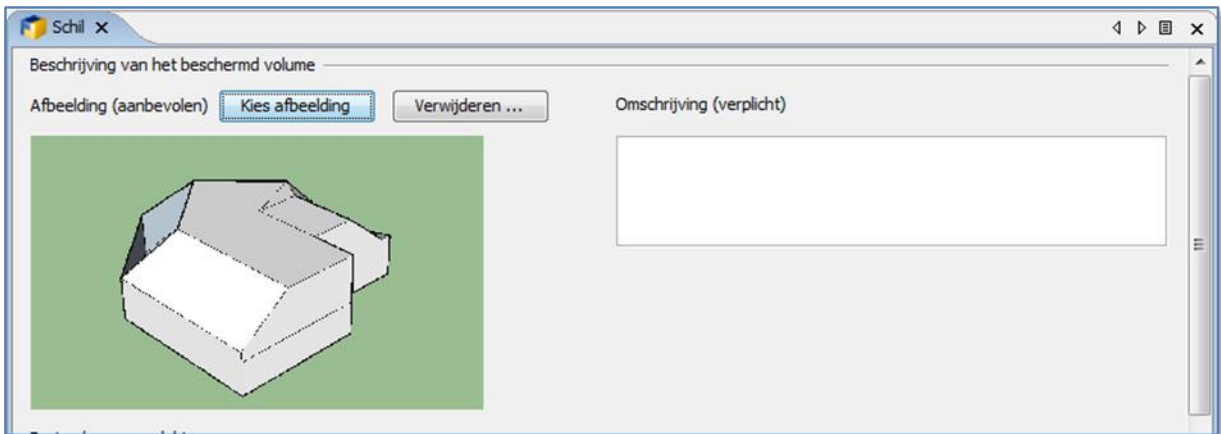 Schil
Beschrijving van het beschermd volume
Afbeelding (aanbevolen) Kies afbeelding Verwijderen ... Omschrijving (verplicht)